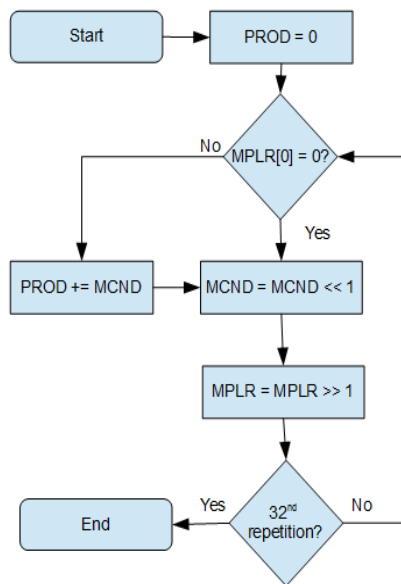 Start
PROD = 0
MPLR[0] = 0?
No
Yes
PROD += MCND
MCND = MCND << 1
MPLR = MPLR >> 1
32nd
repetition?
Yes
No
End